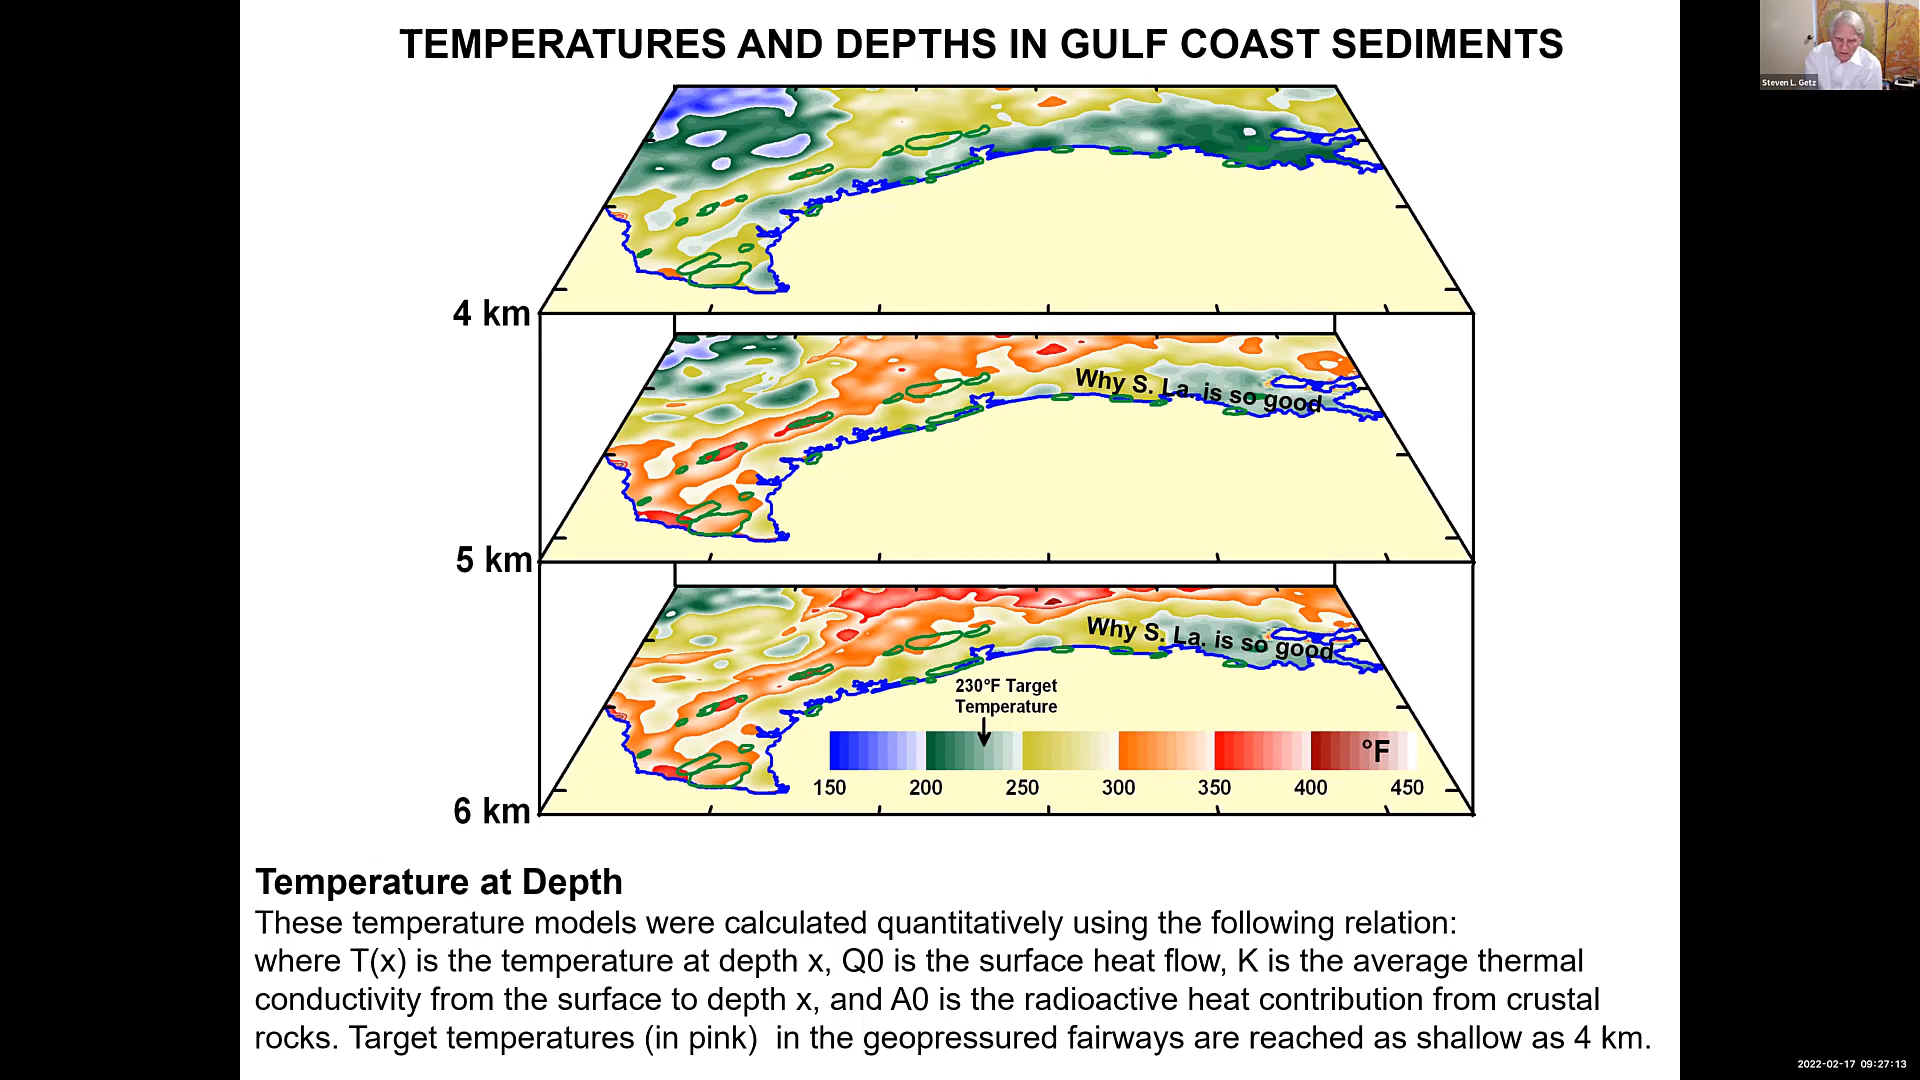 TEMPERATURES AND DEPTHS IN GULF COAST SEDIMENTS
Steven L. Getz
4 km
Why S. La. is so good
5 km
Why S. La. is so good
230°F Target
Temperature
°F
150 200 250 300 350 400 450
6 km
Temperature at Depth
These temperature models were calculated quantitatively using the following relation:
where T(x) is the temperature at depth x, Q0 is the surface heat flow, K is the average thermal
conductivity from the surface to depth x, and A0 is the radioactive heat contribution from crustal
rocks. Target temperatures (in pink)  in the geopressured fairways are reached as shallow as 4 km.
2022-02-17 09:27:13